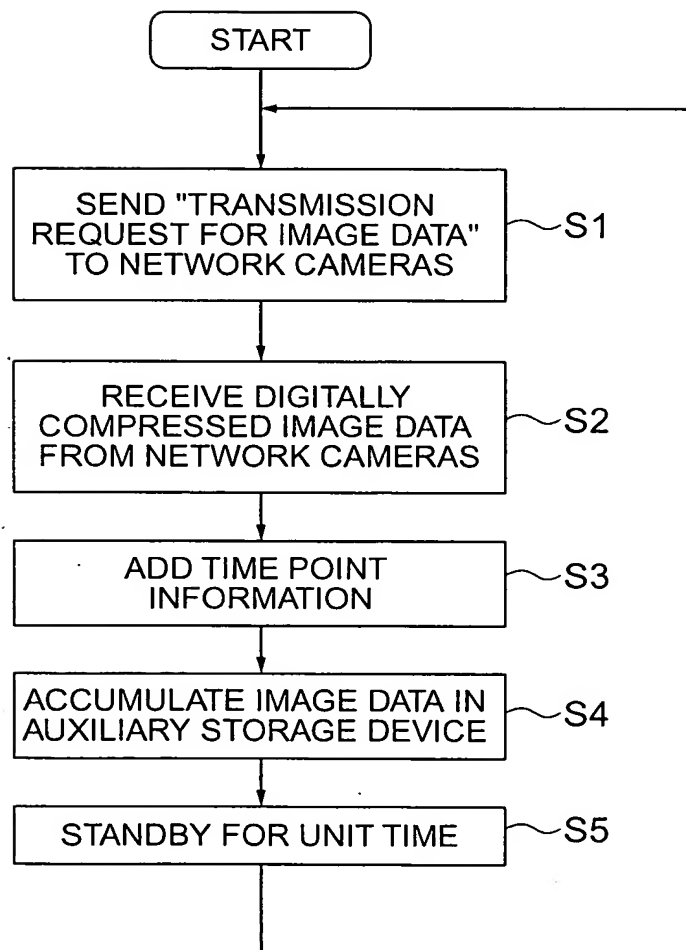 START
SEND "TRANSMISSION
REQUEST FOR IMAGE DATA"
TO NETWORK CAMERAS
S1
RECEIVE DIGITALLY
COMPRESSED IMAGE DATA
FROM NETWORK CAMERAS
S2
ADD TIME POINT
INFORMATION
S3
ACCUMULATE IMAGE DATA IN
AUXILIARY STORAGE DEVICE
S4
STANDBY FOR UNIT TIME
S5